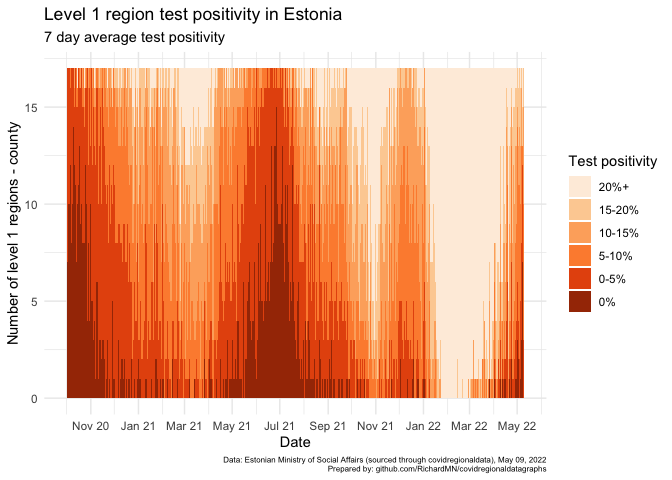 Level 1 region test positivity in Estonia
7 day average test positivity
Number of level 1 regions - county
15
10
5
0
Nov 20 Jan 21 Mar 21 May 21 Jul 21 Sep 21 Nov 21 Jan 22 Mar 22 May 22
Date
Test positivity
20%+
15-20%
10-15%
5-10%
0-5%
0%
Data: Estonian Ministry of Social Affairs (sourced through covidregionaldata), May 09, 2022
Prepared by: github.com/RichardMN/covidregionaldatagraphs